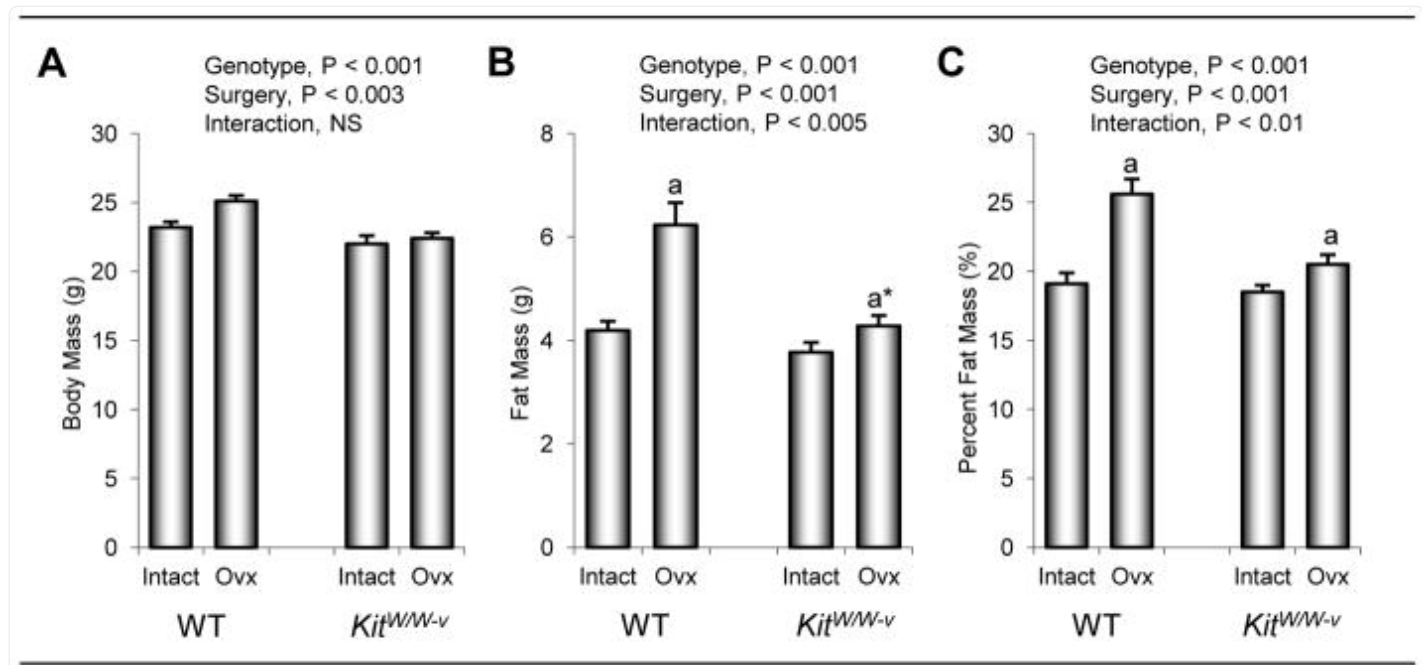 A
Genotype, P < 0.001
Surgery, P < 0.003
Interaction, NS
30
25
20
15
10
5
0
Body Mass (g)
Intact Ovx
Intact Ovx
WT
Kit^W/W-v
B
Genotype, P < 0.001
Surgery, P < 0.001
Interaction, P < 0.005
8
6
4
2
0
Fat Mass (g)
a
a*
Intact Ovx
Intact Ovx
WT
Kit^W/W-v
C
Genotype, P < 0.001
Surgery, P < 0.001
Interaction, P < 0.01
30
25
20
15
10
5
0
Percent Fat Mass (%)
a
a
Intact Ovx
Intact Ovx
WT
Kit^W/W-v